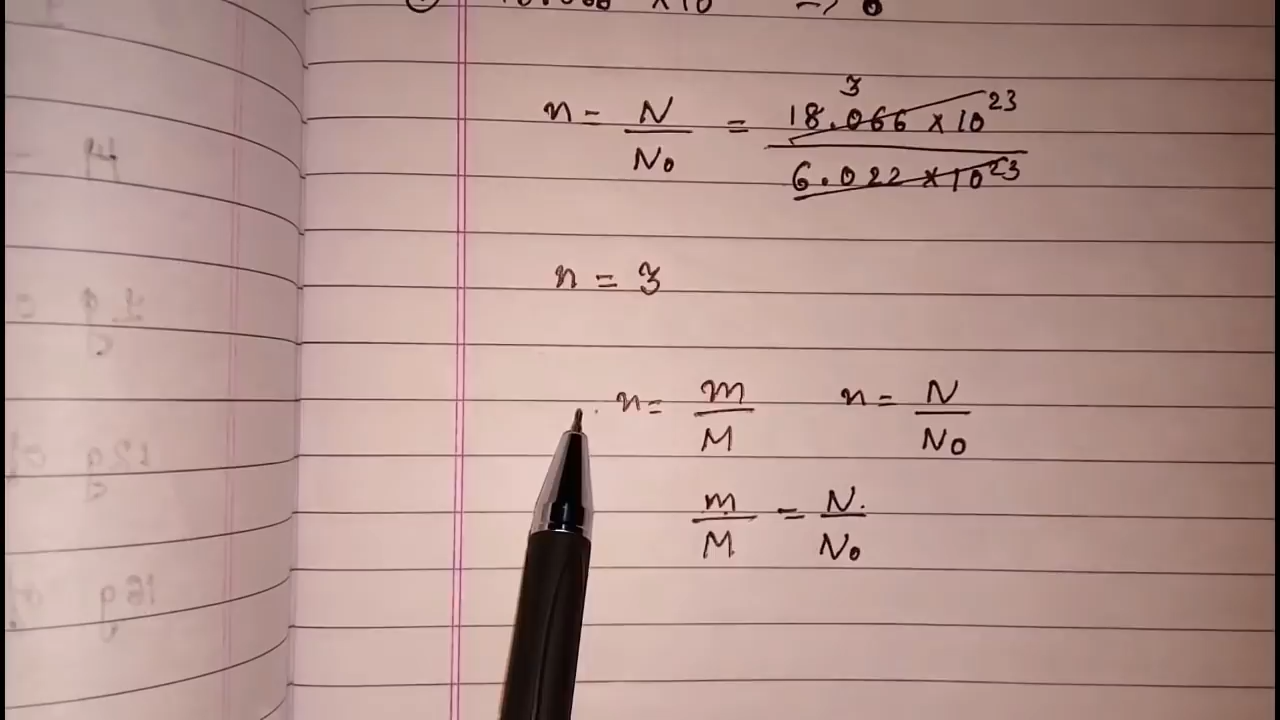 n = N / N₀ = 18.066 × 10²³ / 6.022 × 10²³ 3
n = 3
n = m / M n = N / N₀
m / M = N / N₀